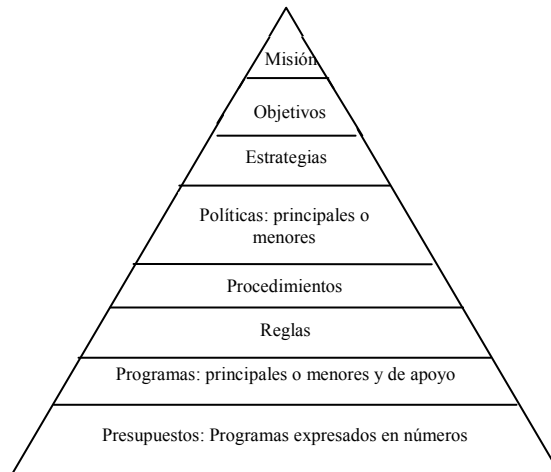 Misión
Objetivos
Estrategias
Políticas: principales o
menores
Procedimientos
Reglas
Programas: principales o menores y de apoyo
Presupuestos: Programas expresados en números